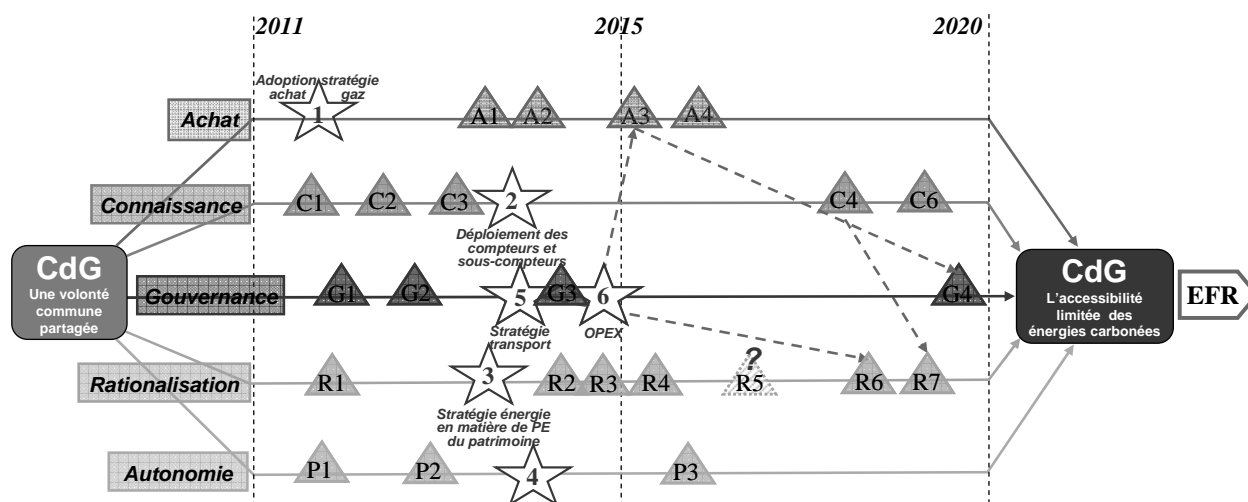 2011
2015
2020
Adoption stratégie
achat gaz
Achat
1
A1
A2
A3
A4
Connaissance
C1
C2
C3
2
C4
C6
Déploiement des
compteurs et
sous-compteurs
CdG
Une volonté
commune
partagée
Gouvernance
G1
G2
5
G3
6
G4
Stratégie
transport
OPEX
CdG
L'accessibilité
limitée des
énergies carbonées
EFR
Rationalisation
R1
3
R2
R3
R4
?
R5
R6
R7
Stratégie énergie
en matière de PE
du patrimoine
Autonomie
P1
P2
4
P3